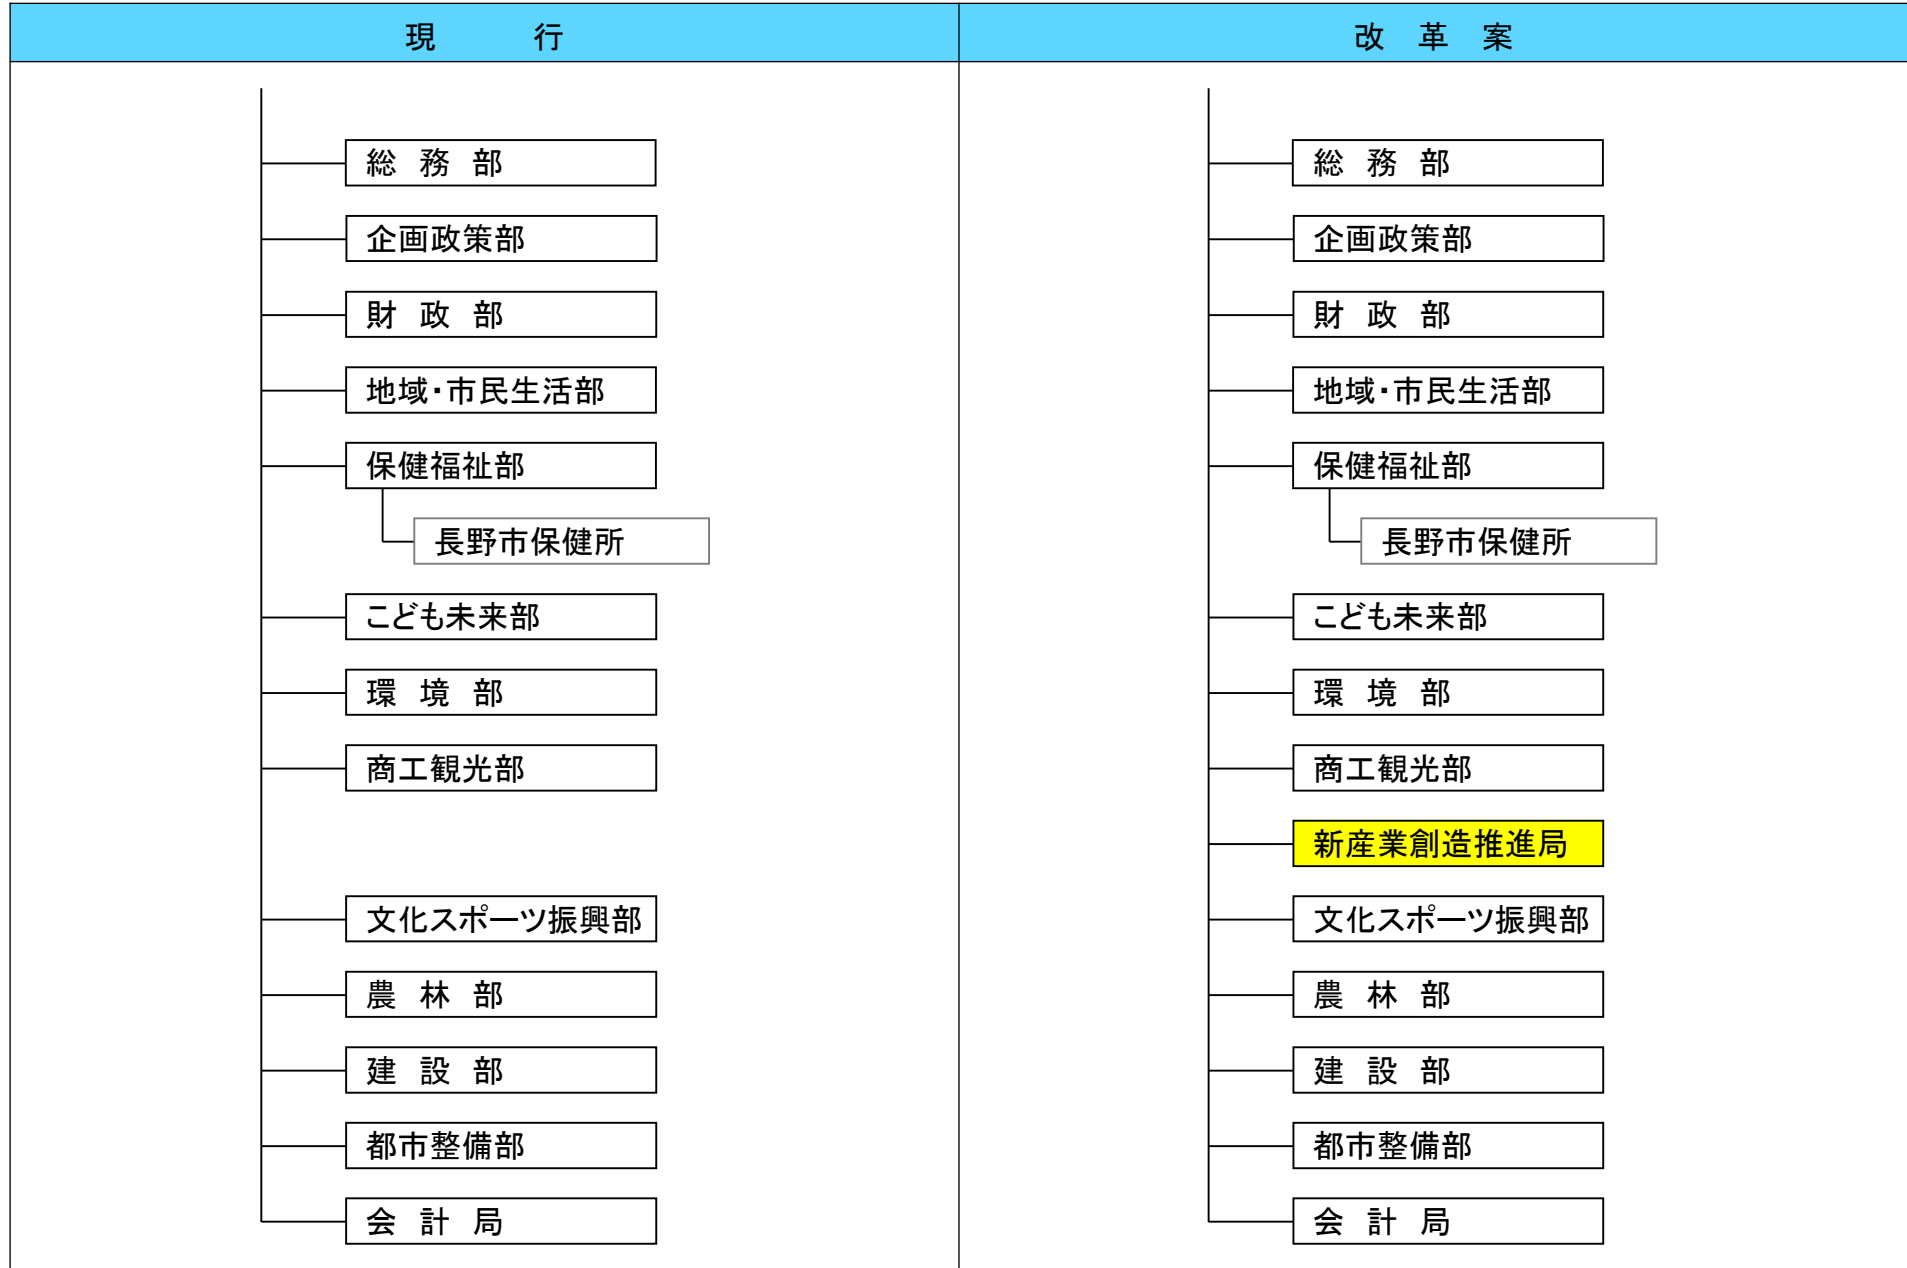 現　　行
総　務　部
企画政策部
財　政　部
地域・市民生活部
保健福祉部
長野市保健所
こども未来部
環　境　部
商工観光部
文化スポーツ振興部
農　林　部
建　設　部
都市整備部
会　計　局
改　革　案
総　務　部
企画政策部
財　政　部
地域・市民生活部
保健福祉部
長野市保健所
こども未来部
環　境　部
商工観光部
新産業創造推進局
文化スポーツ振興部
農　林　部
建　設　部
都市整備部
会　計　局